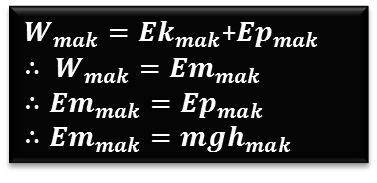 W_mak = Ek_mak+Ep_mak
∴ W_mak = Em_mak
∴ Em_mak = Ep_mak
∴ Em_mak = mgh_mak